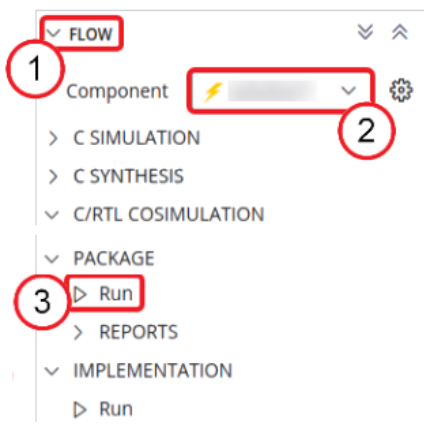 FLOW
1
Component
2
C SIMULATION
C SYNTHESIS
C/RTL COSIMULATION
PACKAGE
3
Run
REPORTS
IMPLEMENTATION
Run